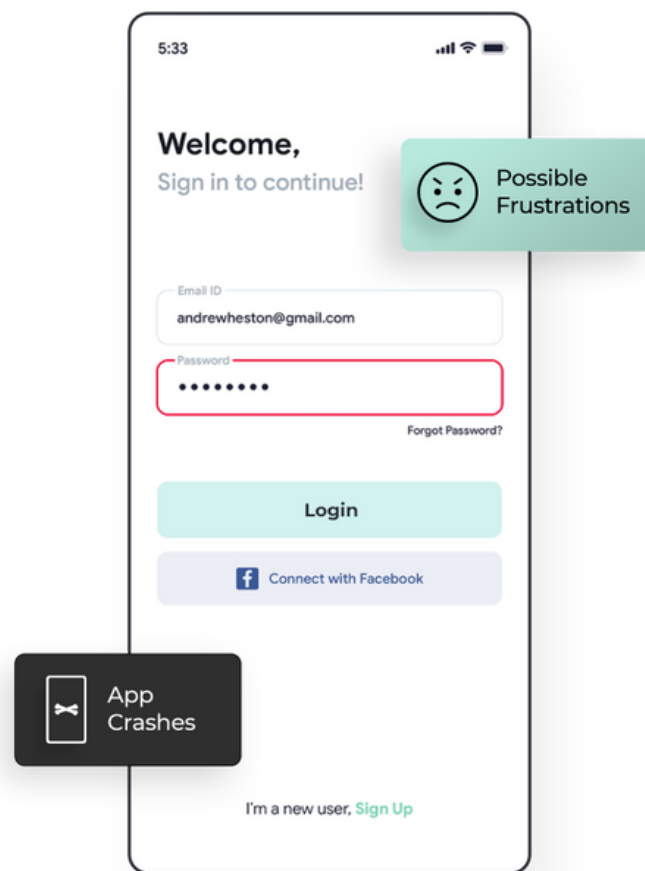 5:33
Welcome,
Sign in to continue!
Possible
Frustrations
Email ID
andrewheston@gmail.com
Password
Forgot Password?
Login
f Connect with Facebook
App
Crashes
I'm a new user, Sign Up